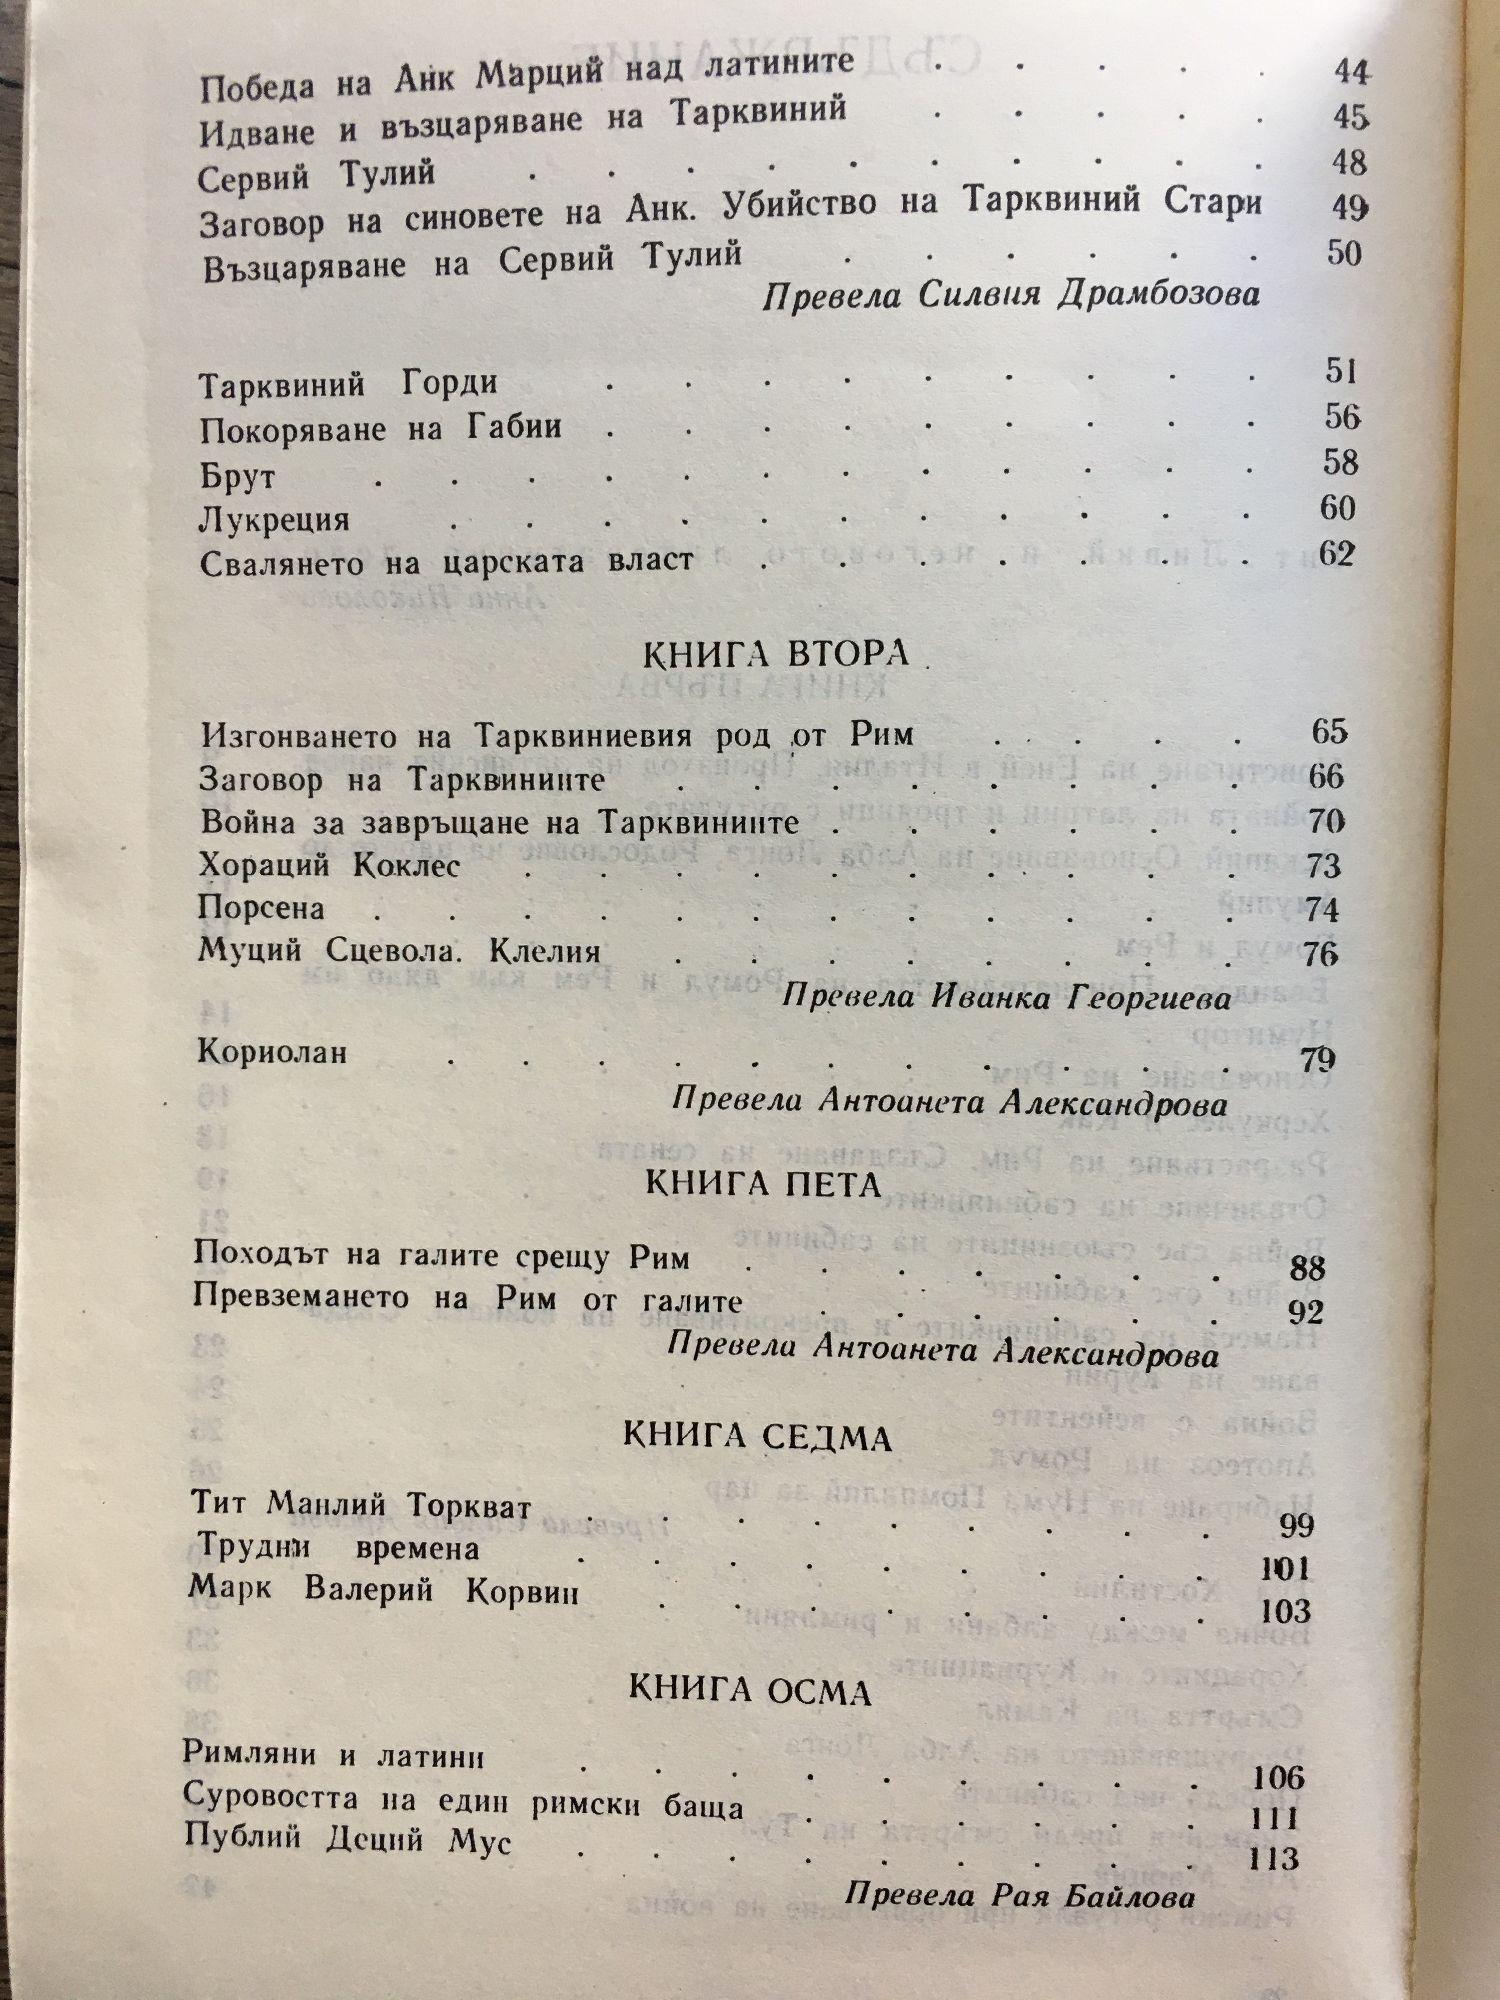 Победа на Анк Марций над латините . . . . . 44
Идване и възцаряване на Тарквиний . . . . . 45
Сервий Тулий . . . . . . . . . . 48
Заговор на синовете на Анк. Убийство на Тарквиний Стари 49
Възцаряване на Сервий Тулий . . . . . . 50
Превела Силвия Драмбозова
Тарквиний Горди . . . . . . . . . 51
Покоряване на Габии . . . . . . . . . 56
Брут . . . . . . . . . . . . 58
Лукреция . . . . . . . . . . . 60
Свалянето на царската власт . . . . . . . 62
КНИГА ВТОРА
Изгонването на Тарквиниевия род от Рим . . . . 65
Заговор на Тарквиниите . . . . . . . . 66
Война за завръщане на Тарквиниите . . . . . . 70
Хораций Коклес . . . . . . . . . . 73
Порсена . . . . . . . . . . . . 74
Муций Сцевола. Клелия . . . . . . . . 76
Превела Иванка Георгиева
Кориолан . . . . . . . . . . . 79
Превела Антоанета Александрова
КНИГА ПЕТА
Походът на галите срещу Рим . . . . . . . 88
Превземането на Рим от галите . . . . . . 92
Превела Антоанета Александрова
КНИГА СЕДМА
Тит Манлий Торкват . . . . . . . . . 99
Трудни времена . . . . . . . . . 101
Марк Валерий Корвин . . . . . . . . 103
КНИГА ОСМА
Римляни и латини . . . . . . . . . 106
Суровостта на един римски баща . . . . . . 111
Публий Деций Мус . . . . . . . . . 113
Превела Рая Байлова